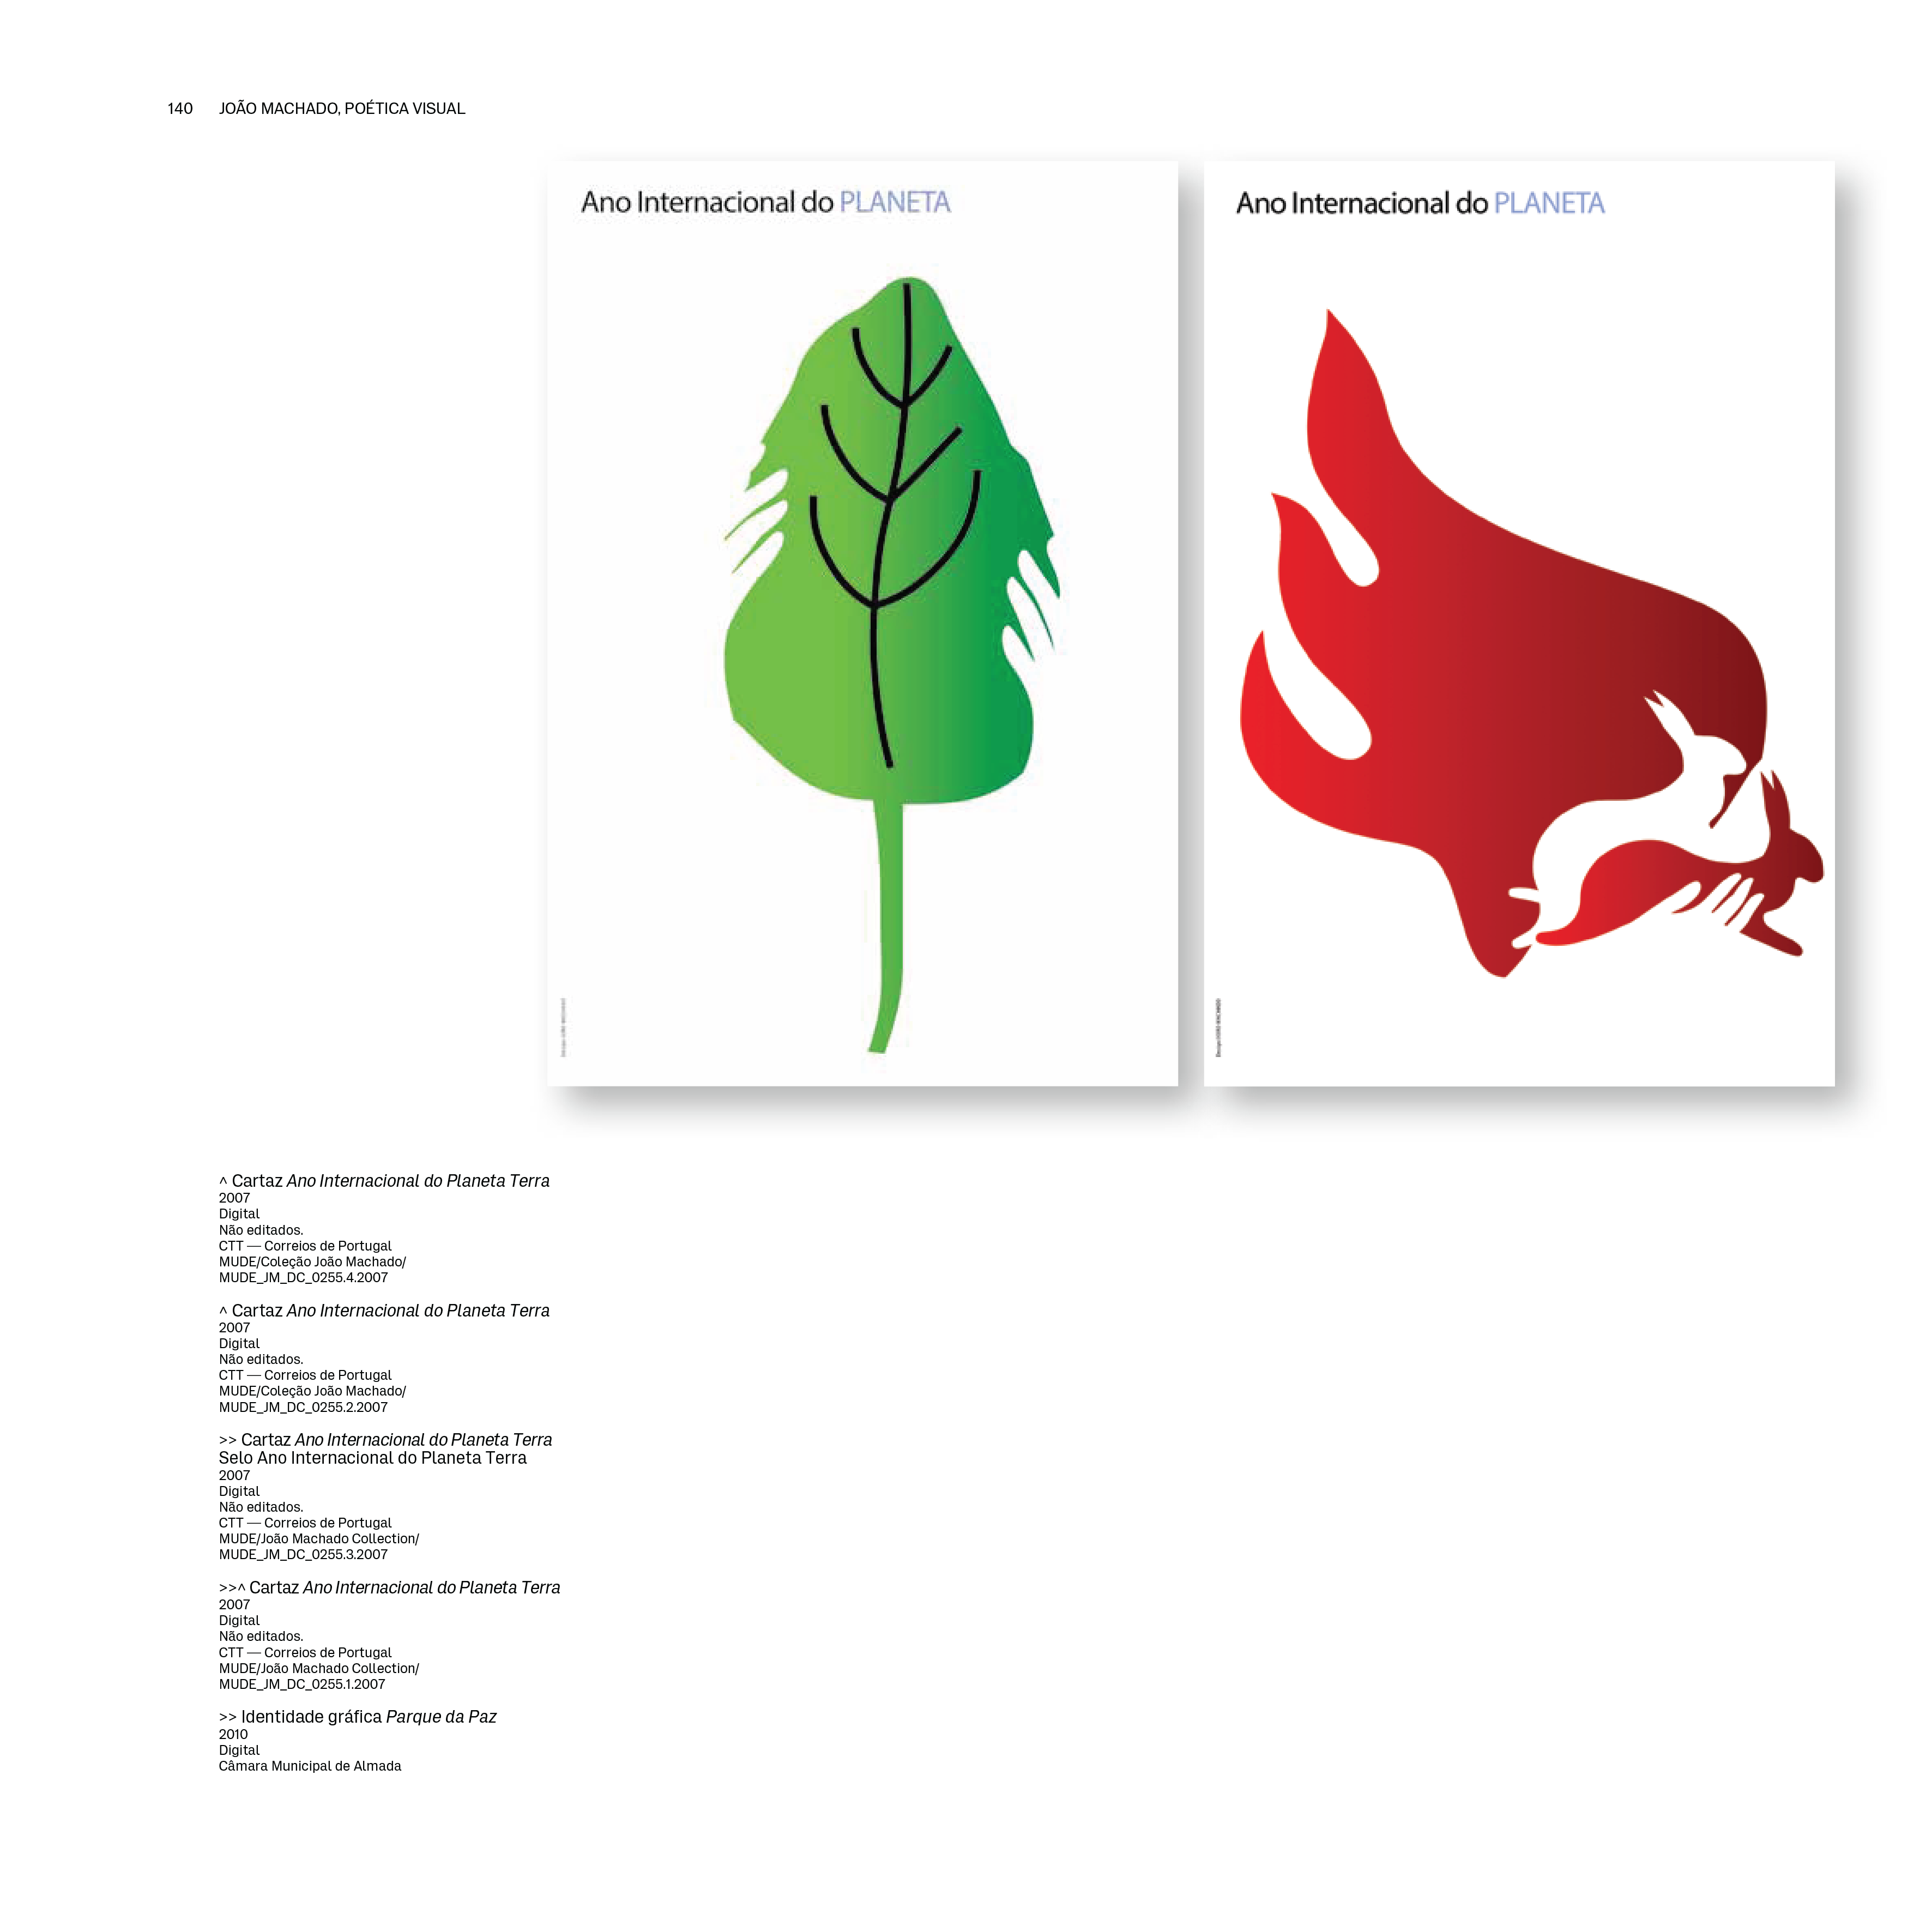 140 JOÃO MACHADO, POÉTICA VISUAL
Ano Internacional do PLANETA
Ano Internacional do PLANETA
Design: JOÃO MACHADO
Design: JOÃO MACHADO
^ Cartaz Ano Internacional do Planeta Terra
2007
Digital
Não editados.
CTT — Correios de Portugal
MUDE/Coleção João Machado/
MUDE_JM_DC_0255.4.2007
^ Cartaz Ano Internacional do Planeta Terra
2007
Digital
Não editados.
CTT — Correios de Portugal
MUDE/Coleção João Machado/
MUDE_JM_DC_0255.2.2007
>> Cartaz Ano Internacional do Planeta Terra
Selo Ano Internacional do Planeta Terra
2007
Digital
Não editados.
CTT — Correios de Portugal
MUDE/João Machado Collection/
MUDE_JM_DC_0255.3.2007
>>^ Cartaz Ano Internacional do Planeta Terra
2007
Digital
Não editados.
CTT — Correios de Portugal
MUDE/João Machado Collection/
MUDE_JM_DC_0255.1.2007
>> Identidade gráfica Parque da Paz
2010
Digital
Câmara Municipal de Almada